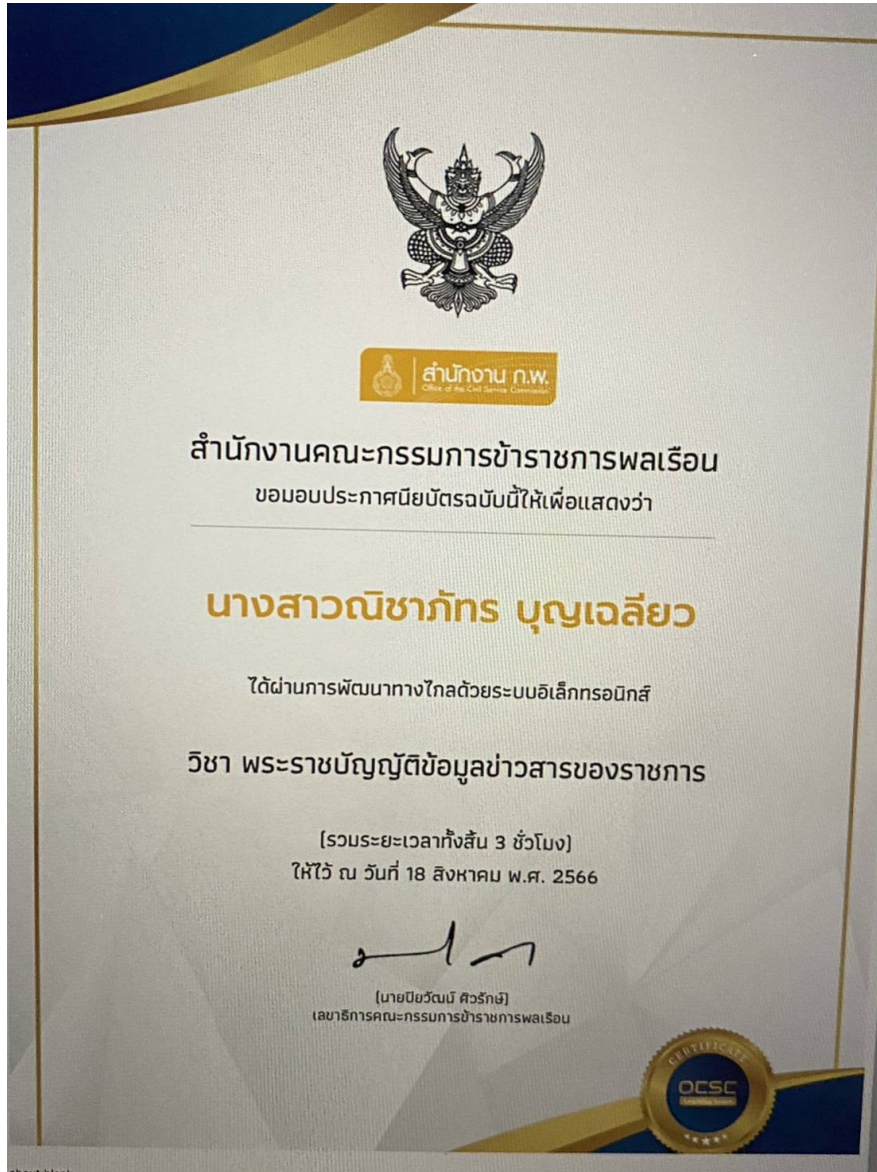 สำนักงาน ก.พ.
Office of the Civil Service Commission
สำนักงานคณะกรรมการข้าราชการพลเรือน
ขอมอบประกาศนียบัตรฉบับนี้ให้เพื่อแสดงว่า
นางสาวณิชาภัทร บุญเฉลียว
ได้ผ่านการพัฒนาทางไกลด้วยระบบอิเล็กทรอนิกส์
วิชา พระราชบัญญัติข้อมูลข่าวสารของราชการ
(รวมระยะเวลาทั้งสิ้น 3 ชั่วโมง)
ให้ไว้ ณ วันที่ 18 สิงหาคม พ.ศ. 2566
(นายปิยวัฒน์ ศิวรักษ์)
เลขาธิการคณะกรรมการข้าราชการพลเรือน
CERTIFICATE
OCSC